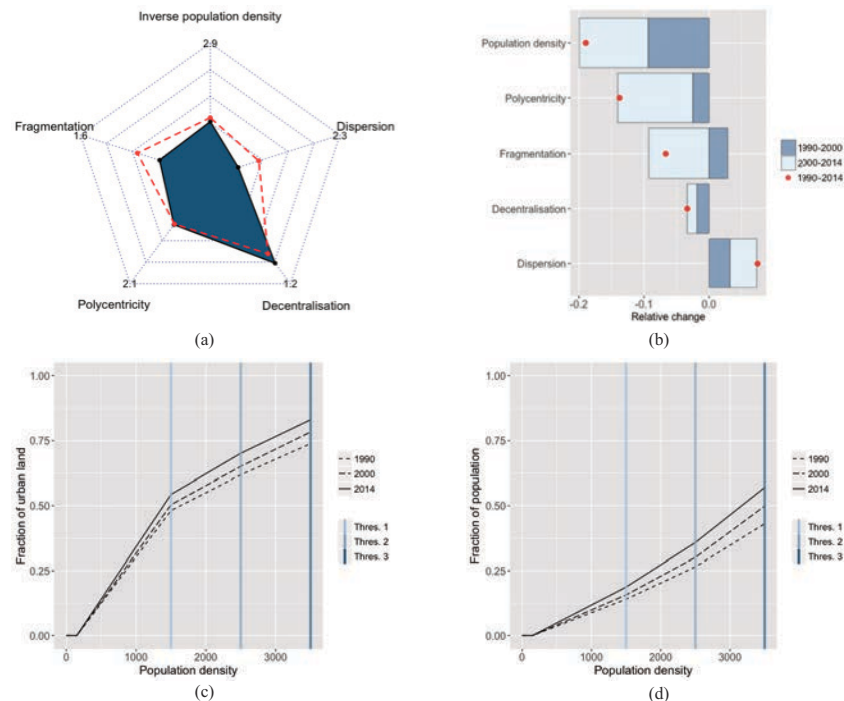 Inverse population density
2.9
Fragmentation
1.6
Dispersion
2.3
Polycentricity
2.1
Decentralisation
1.2
(a)
Population density
Polycentricity
Fragmentation
Decentralisation
Dispersion
-0.2
-0.1
0.0
Relative change
1990-2000
2000-2014
1990-2014
(b)
1.00
0.75
0.50
0.25
0.00
Fraction of urban land
0
1000
2000
3000
Population density
1990
2000
2014
Thres. 1
Thres. 2
Thres. 3
(c)
1.00
0.75
0.50
0.25
0.00
Fraction of population
0
1000
2000
3000
Population density
1990
2000
2014
Thres. 1
Thres. 2
Thres. 3
(d)